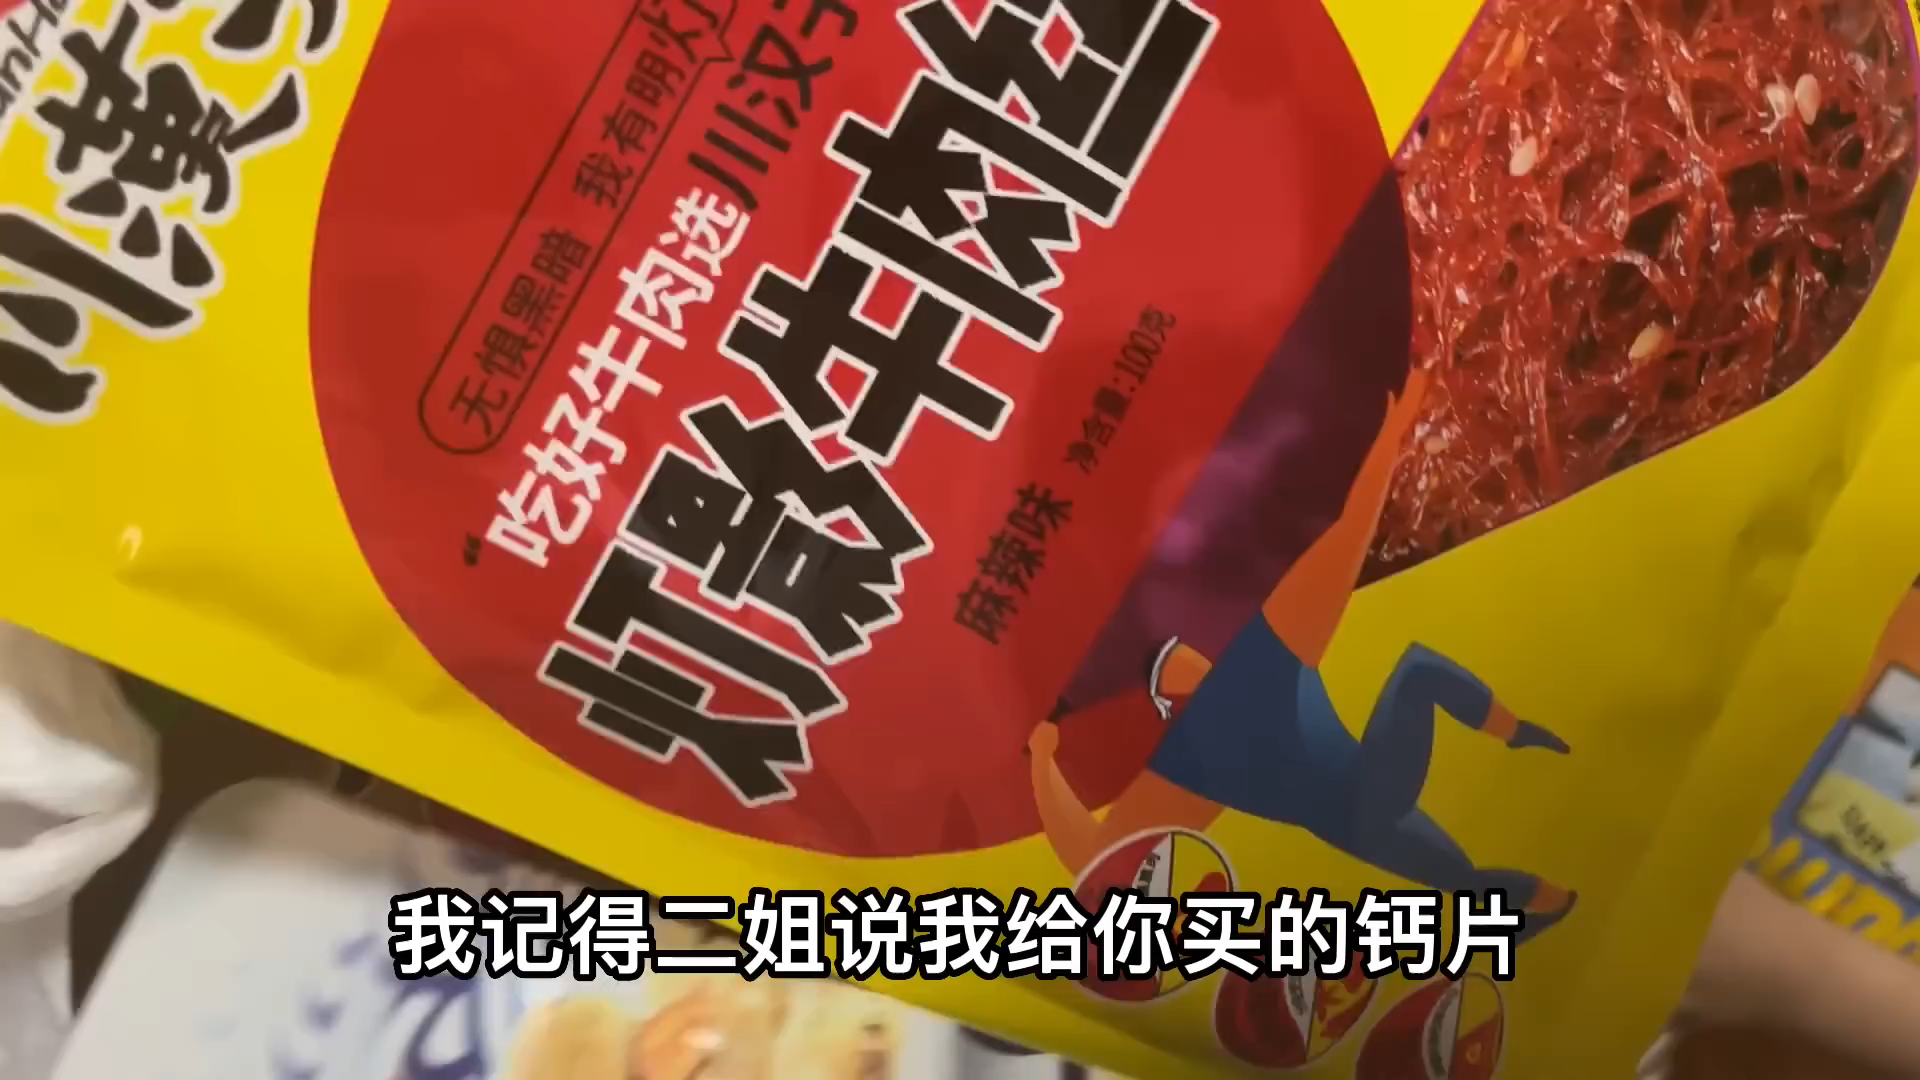 川漢子
无惧黑暗 我有明灯
“吃好牛肉选川汉子
灯影牛肉丝
麻辣味 净含量:100克
我记得二姐说我给你买的钙片